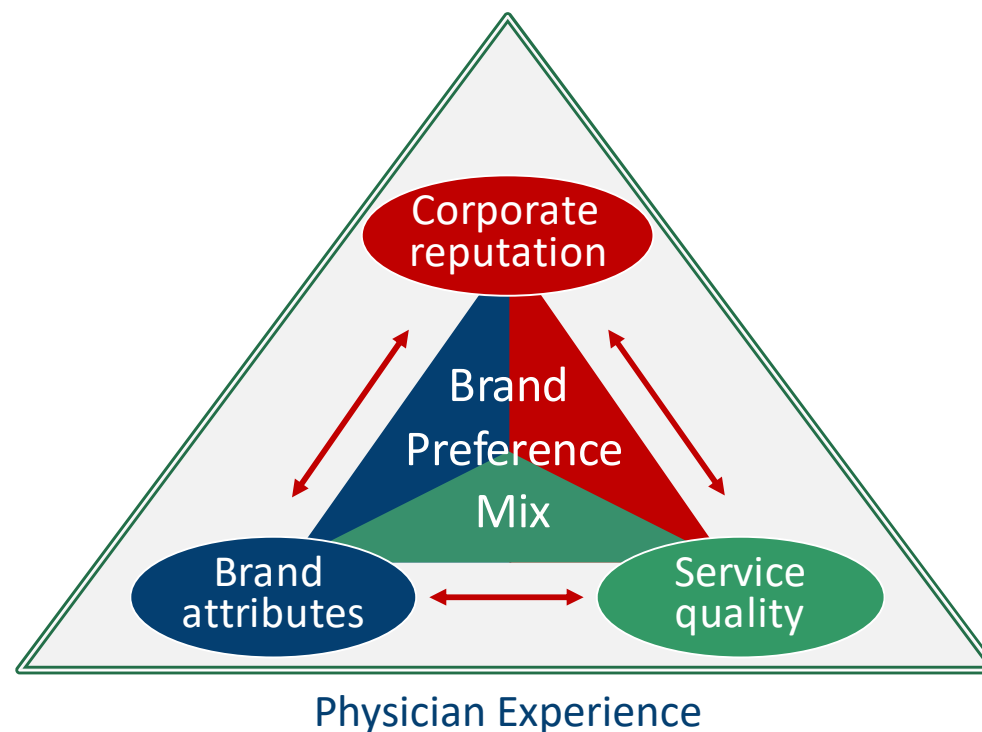 Corporate
reputation
Brand
Preference
Mix
Brand
attributes
Service
quality
Physician Experience